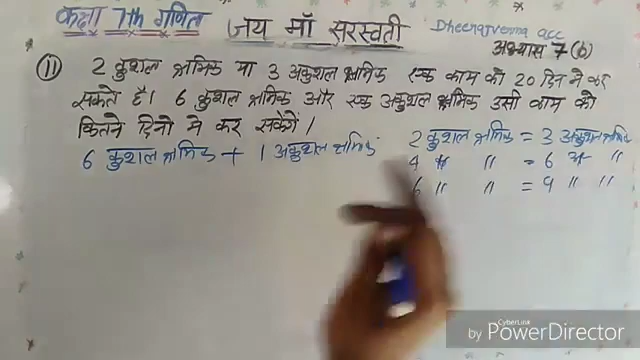 कक्षा 7th गणित
जय माँ सरस्वती
Dheerajverma acc
अभ्यास 7(b)
(11) 2 कुशल श्रमिक या 3 अकुशल श्रमिक एक काम को 20 दिन मे कर
सकते है। 6 कुशल श्रमिक और एक अकुशल श्रमिक उसी काम को
कितने दिनो मे कर सकेगें।
6 कुशल श्रमिक + 1 अकुशल श्रमिक
2 कुशल श्रमिक = 3 अकुशल श्रमिक
4 " " = 6 " "
6 " " = 9 " "
by CyberLink PowerDirector